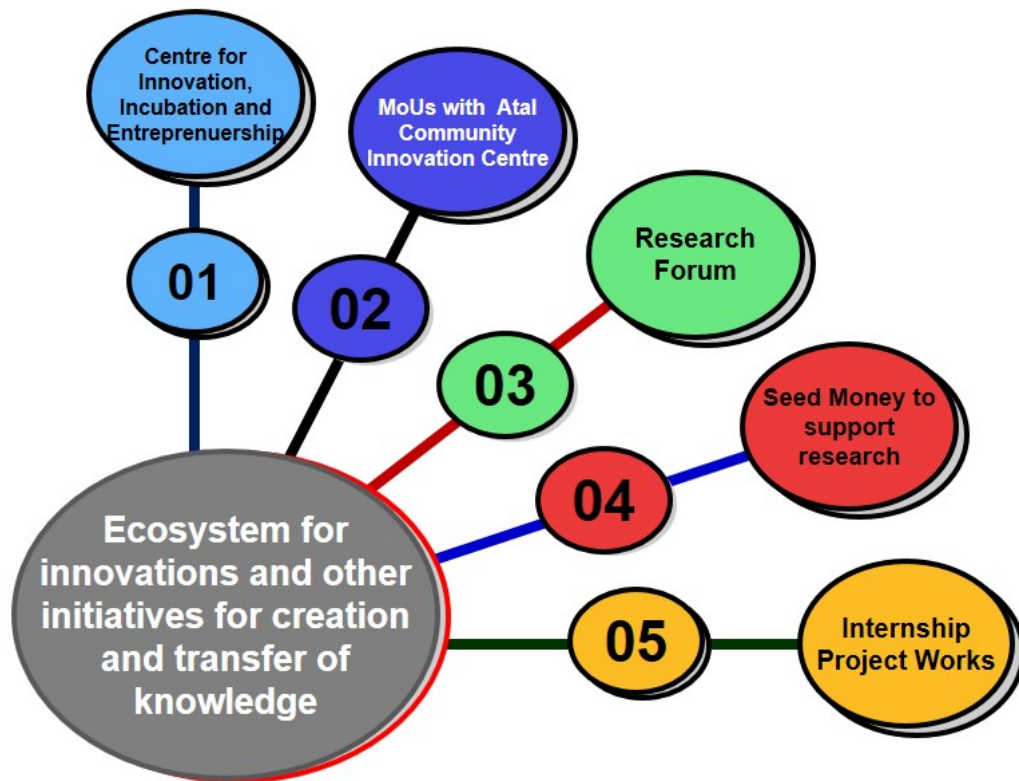 Centre for
Innovation,
Incubation and
Entreprenuership
01
MoUs with Atal
Community
Innovation Centre
02
Research
Forum
03
Seed Money to
support
research
04
Internship
Project Works
05
Ecosystem for
innovations and other
initiatives for creation
and transfer of
knowledge